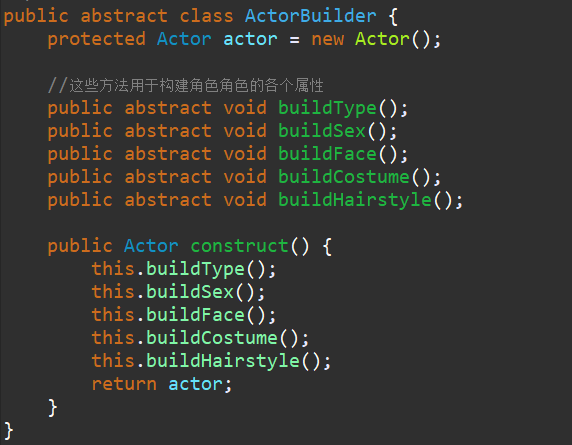 public abstract class ActorBuilder {
    protected Actor actor = new Actor();

    //这些方法用于构建角色角色的各个属性
    public abstract void buildType();
    public abstract void buildSex();
    public abstract void buildFace();
    public abstract void buildCostume();
    public abstract void buildHairstyle();

    public Actor construct() {
        this.buildType();
        this.buildSex();
        this.buildFace();
        this.buildCostume();
        this.buildHairstyle();
        return actor;
    }
}